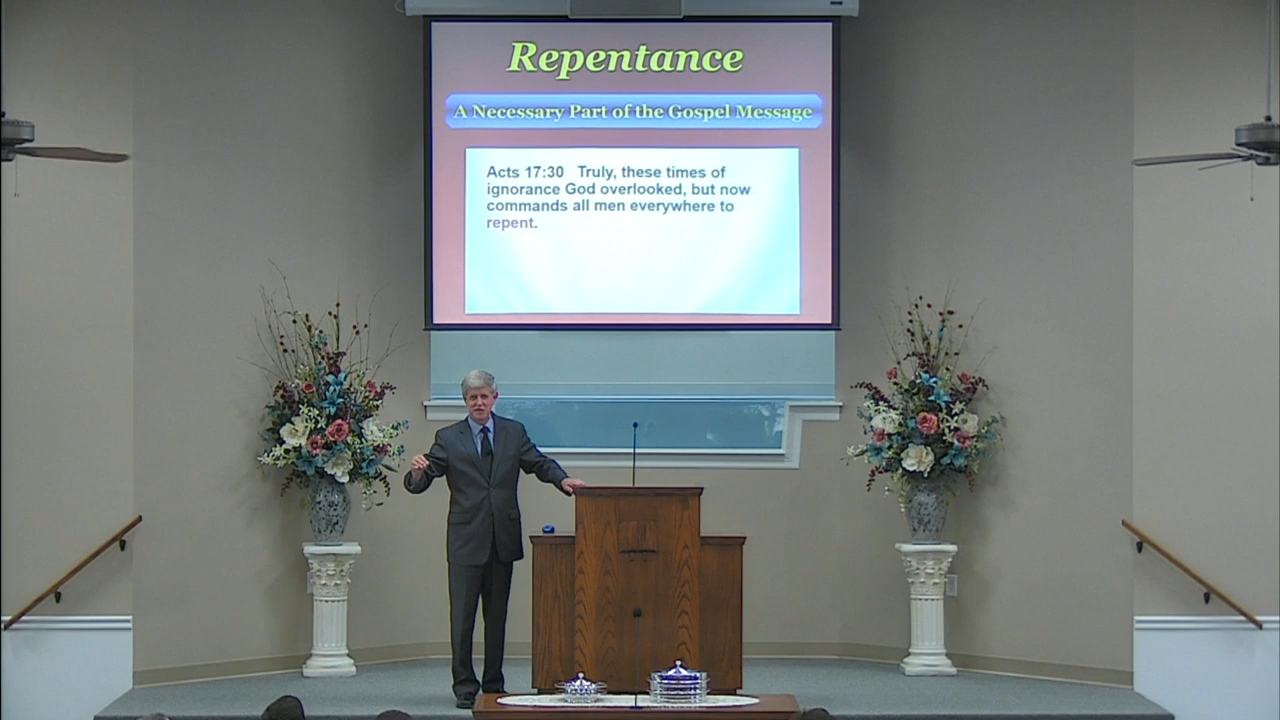 Repentance
A Necessary Part of the Gospel Message
Acts 17:30 Truly, these times of
ignorance God overlooked, but now
commands all men everywhere to
repent.